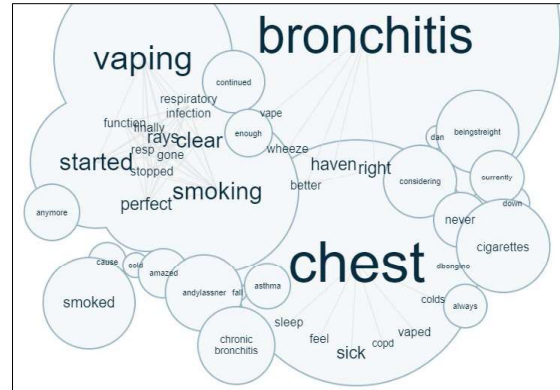 bronchitis
vaping
continued
respiratory
infection
vape
function
finally
enough
dan
beingstreight
rays
clear
resp
gone
wheeze
started
haven
right
stopped
considering
currently
smoking
better
perfect
never
down
anymore
cigarettes
chest
cause
cold
amazed
dbongino
asthma
andylassner
fall
smoked
colds
always
sleep
vaped
feel
copd
chronic
bronchitis
sick